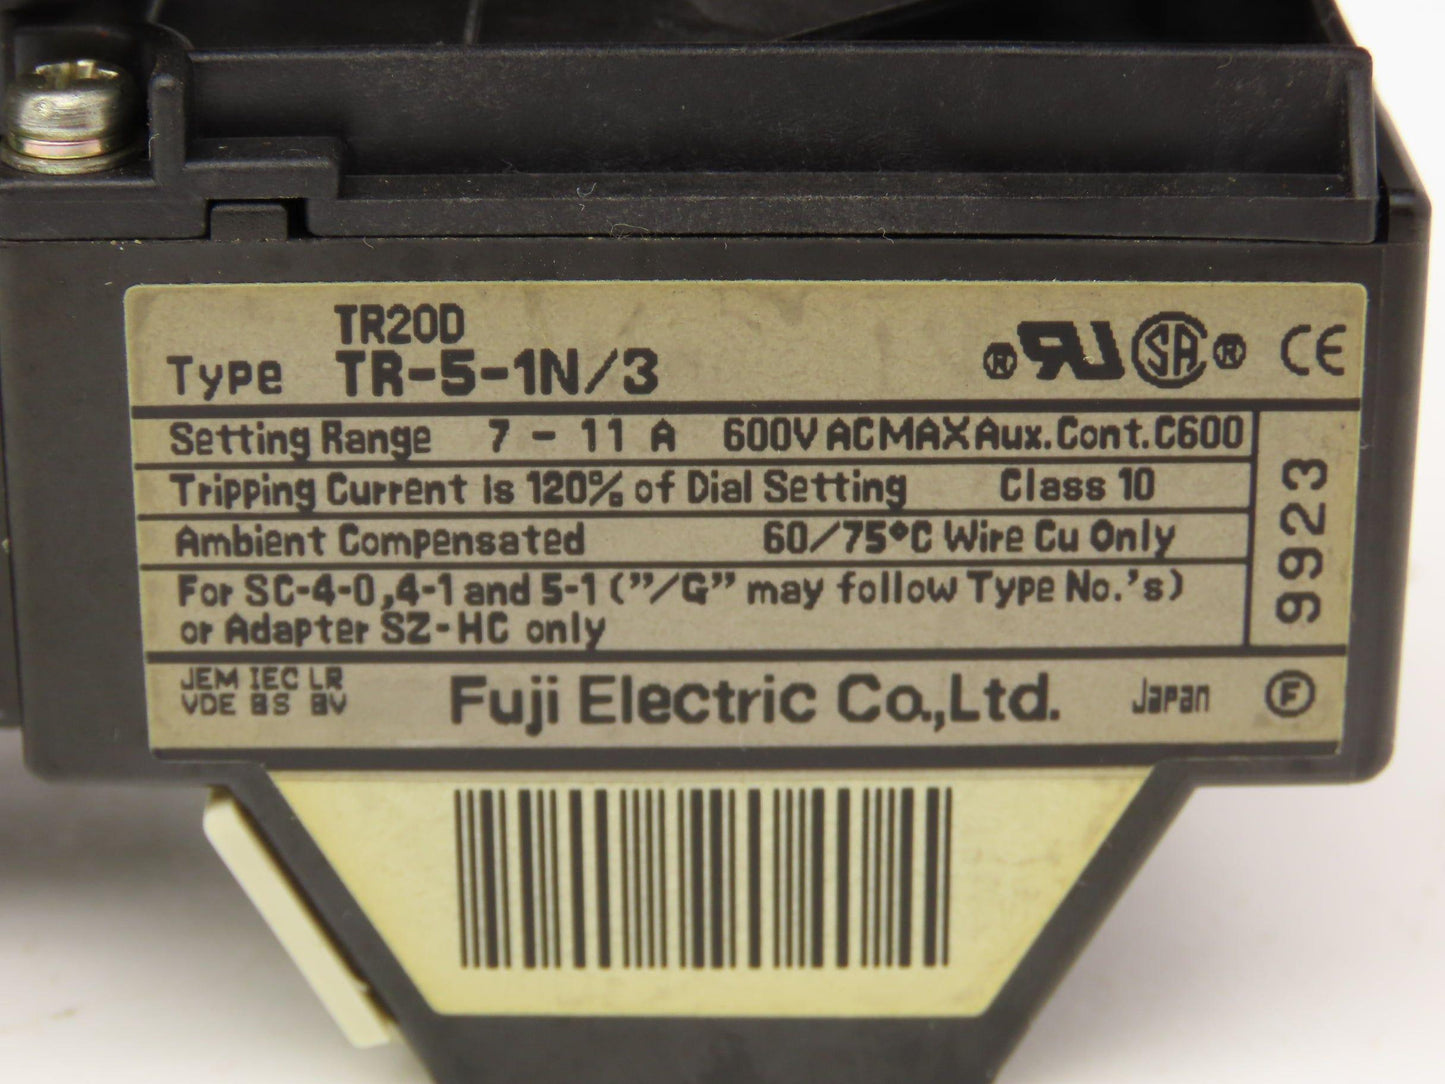 TR20D
Type TR-5-1N/3
® RU SA ® CE
Setting Range 7 - 11 A 600V AC MAX Aux.Cont.C600
Tripping Current is 120% of Dial Setting Class 10
Ambient Compensated 60/75°C Wire Cu Only
For SC-4-0,4-1 and 5-1 ("/G" may follow Type No.'s)
or Adapter SZ-HC only
9923
JEM IEC LR
VDE BS BV
Fuji Electric Co.,Ltd. Japan F